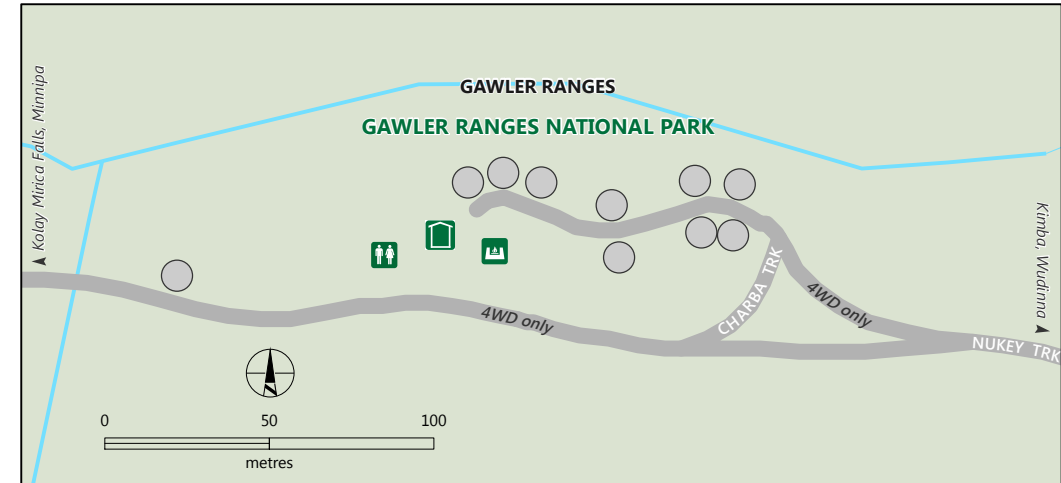 GAWLER RANGES
GAWLER RANGES NATIONAL PARK
Kolay Mirica Falls, Minnipa
Kimba, Wudinna
CHARBA TRK
4WD only
4WD only
NUKEY TRK
0 50 100
metres